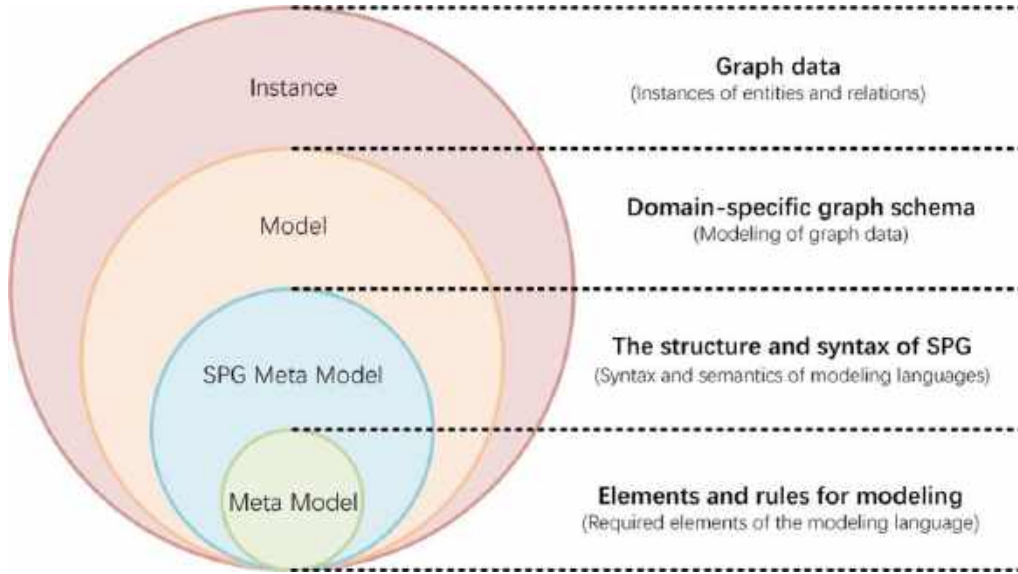 Instance
Graph data
(Instances of entities and relations)
Model
Domain-specific graph schema
(Modeling of graph data)
SPG Meta Model
The structure and syntax of SPG
(Syntax and semantics of modeling languages)
Meta Model
Elements and rules for modeling
(Required elements of the modeling language)